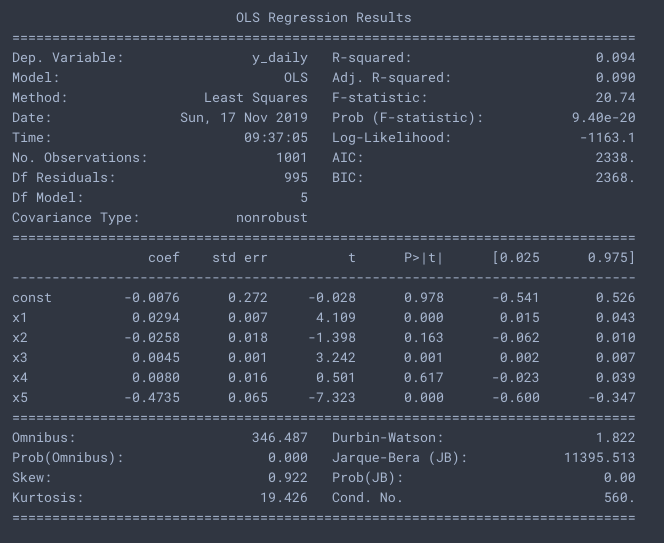 OLS Regression Results
==============================================================================
Dep. Variable:                y_daily   R-squared:                       0.094
Model:                            OLS   Adj. R-squared:                  0.090
Method:                 Least Squares   F-statistic:                     20.74
Date:                Sun, 17 Nov 2019   Prob (F-statistic):           9.40e-20
Time:                        09:37:05   Log-Likelihood:                -1163.1
No. Observations:                1001   AIC:                             2338.
Df Residuals:                     995   BIC:                             2368.
Df Model:                           5
Covariance Type:            nonrobust
==============================================================================
                 coef    std err          t      P>|t|      [0.025      0.975]
------------------------------------------------------------------------------
const         -0.0076      0.272     -0.028      0.978      -0.541       0.526
x1             0.0294      0.007      4.109      0.000       0.015       0.043
x2            -0.0258      0.018     -1.398      0.163      -0.062       0.010
x3             0.0045      0.001      3.242      0.001       0.002       0.007
x4             0.0080      0.016      0.501      0.617      -0.023       0.039
x5            -0.4735      0.065     -7.323      0.000      -0.600      -0.347
==============================================================================
Omnibus:                      346.487   Durbin-Watson:                   1.822
Prob(Omnibus):                  0.000   Jarque-Bera (JB):            11395.513
Skew:                           0.922   Prob(JB):                         0.00
Kurtosis:                      19.426   Cond. No.                         560.
==============================================================================